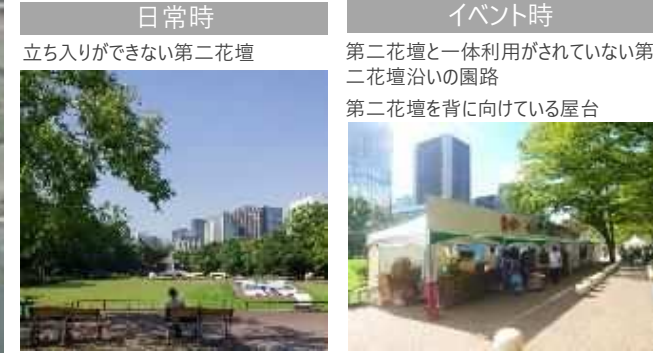 日常時
立ち入りができない第二花壇
イベント時
第二花壇と一体利用がされていない第
二花壇沿いの園路
第二花壇を背に向けている屋台